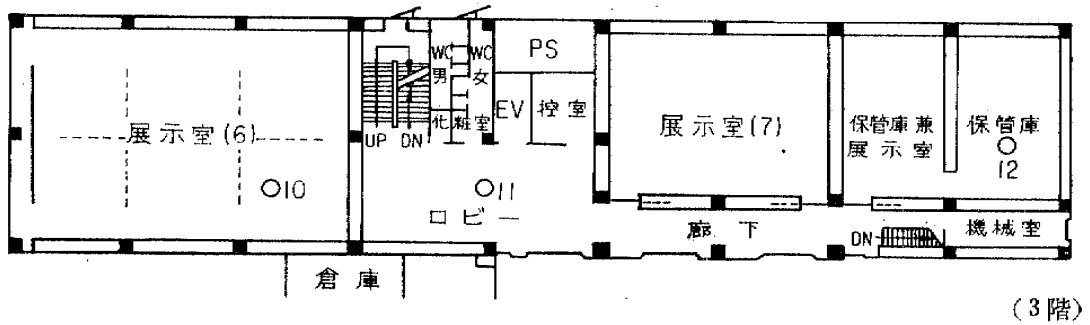 WC WC
PS
男 女
展示室(6)
化粧室
EV 控室
展示室(7)
保管庫兼
展示室
保管庫
12
UP DN
10
11
ロビー
廊下
DN
機械室
倉庫
(3階)